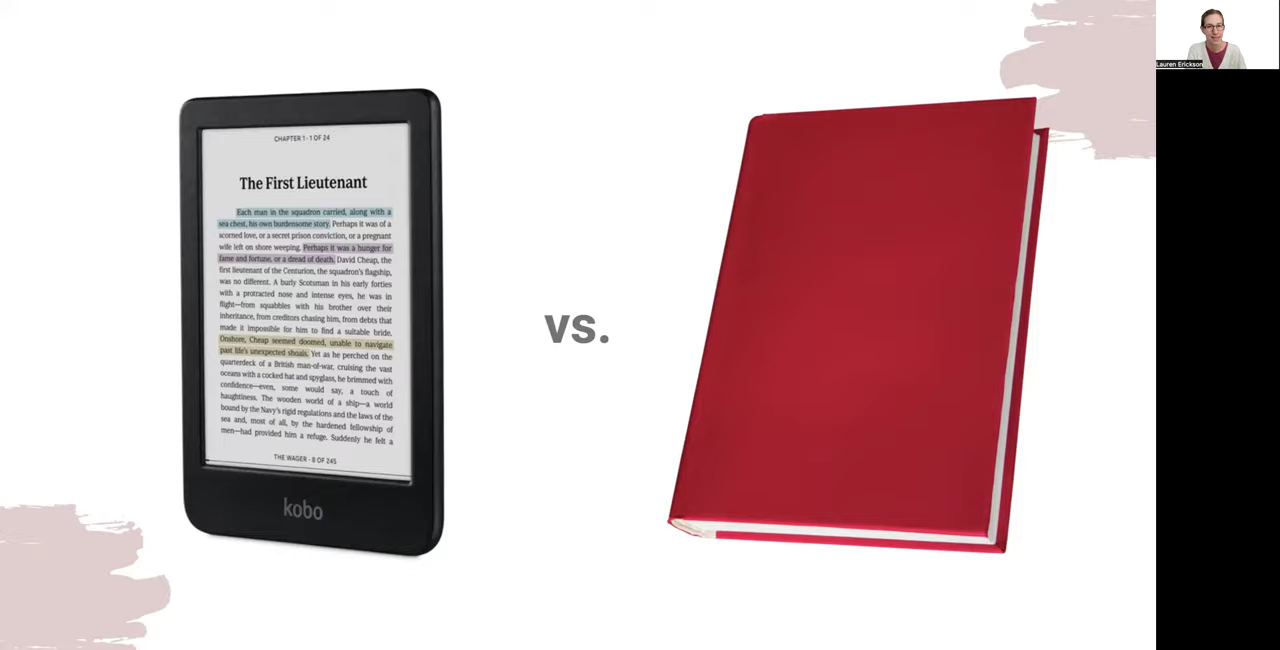 CHAPTER 1 - 1 OF 24
The First Lieutenant
Each man in the squadron carried, along with a
sea chest, his own burdensome story. Perhaps it was of a
scorned love, or a secret prison conviction, or a pregnant
wife left on shore weeping. Perhaps it was a hunger for
fame and fortune, or a dread of death. David Cheap, the
first lieutenant of the Centurion, the squadron's flagship,
was no different. A burly Scotsman in his early forties
with a protracted nose and intense eyes, he was in
flight—from squabbles with his brother over their
inheritance, from creditors chasing him, from debts that
made it impossible for him to find a suitable bride.
Onshore, Cheap seemed doomed, unable to navigate
past life's unexpected shoals. Yet as he perched on the
quarterdeck of a British man-of-war, cruising the vast
oceans with a cocked hat and spyglass, he brimmed with
confidence—even, some would say, a touch of
haughtiness. The wooden world of a ship—a world
bound by the Navy's rigid regulations and the laws of the
sea and, most of all, by the hardened fellowship of
men—had provided him a refuge. Suddenly he felt a
THE WAGER - 8 OF 245
kobo
vs.
Lauren Erickson